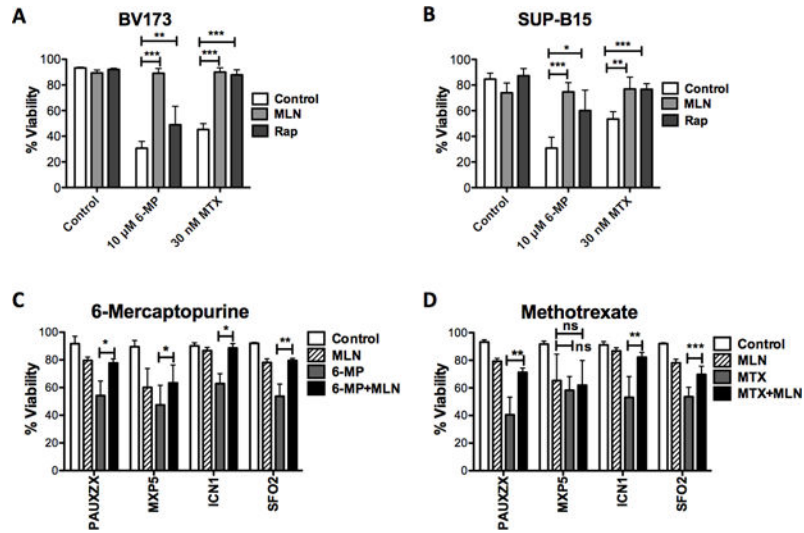 A
BV173
** ***
*** ***
100
80
60
40
20
0
% Viability
Control
MLN
Rap
Control
10 µM 6-MP
30 nM MTX
B
SUP-B15
* ***
*** **
100
80
60
40
20
0
% Viability
Control
MLN
Rap
Control
10 µM 6-MP
30 nM MTX
C
6-Mercaptopurine
* * * **
100
80
60
40
20
0
% Viability
Control
MLN
6-MP
6-MP+MLN
PAUXZX
MXP5
ICN1
SFO2
D
Methotrexate
ns
** ns ** ***
100
80
60
40
20
0
% Viability
Control
MLN
MTX
MTX+MLN
PAUXZX
MXP5
ICN1
SFO2